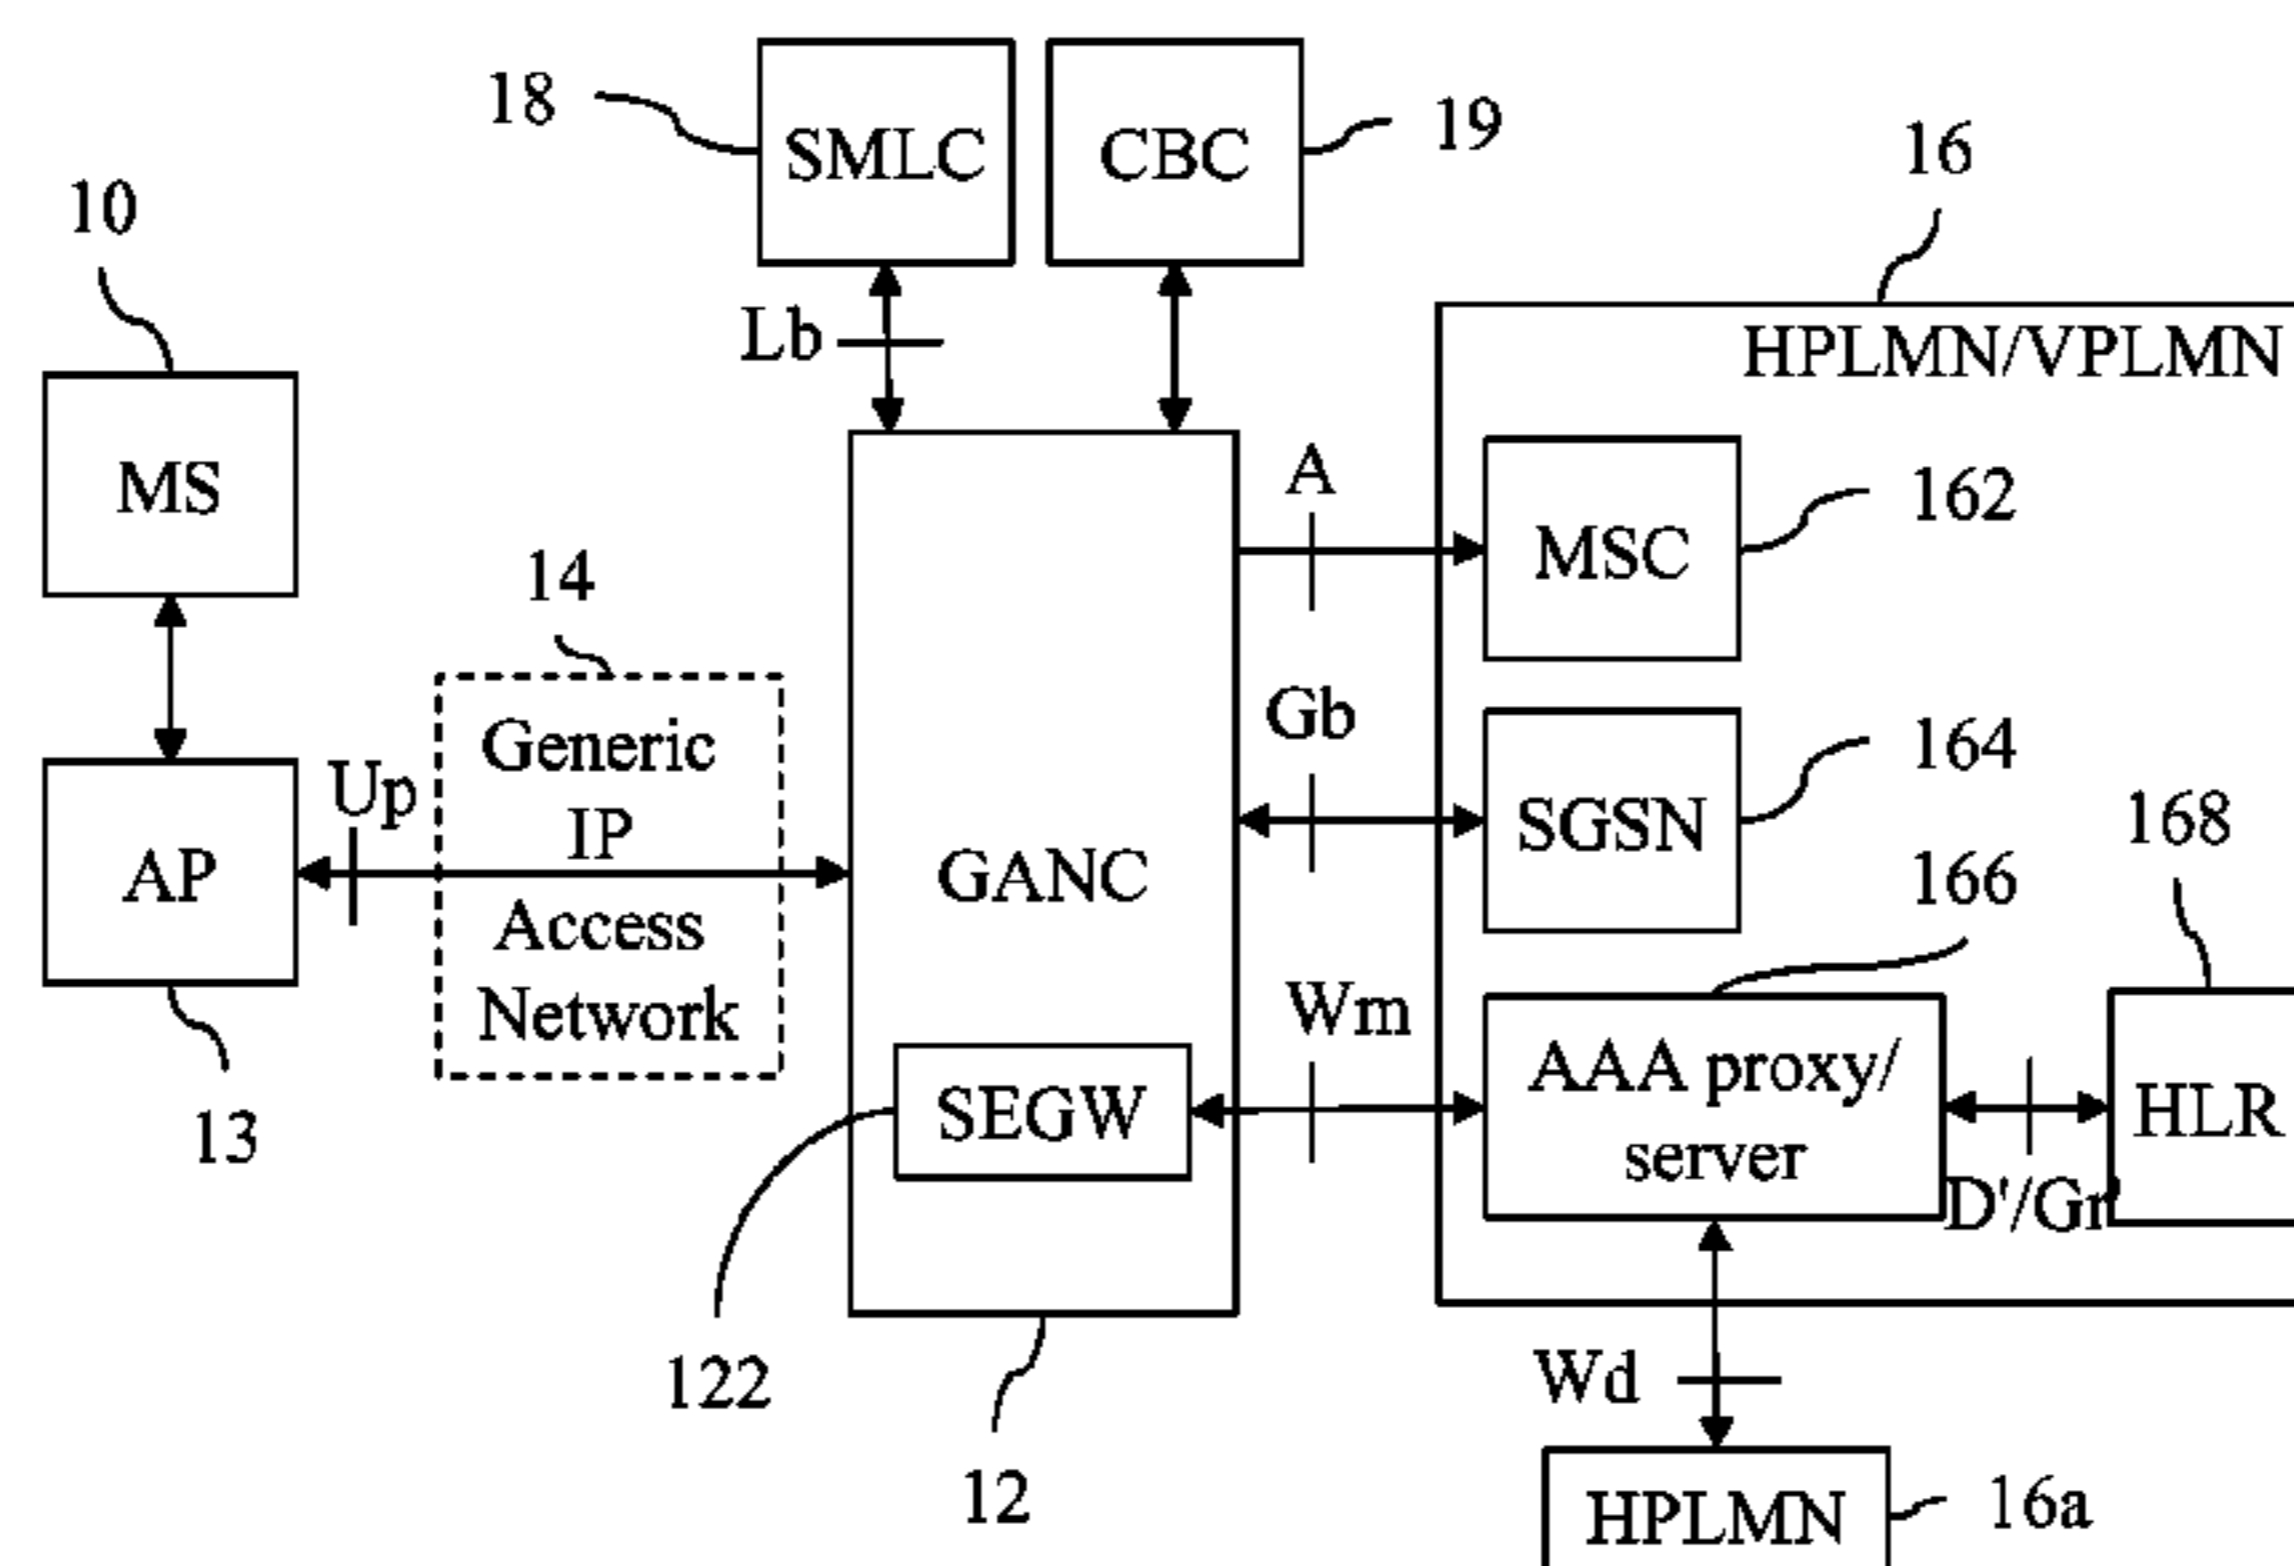 18
SMLC
CBC
19
16
10
HPLMN/VPLMN
Lb
MS
A
MSC
162
14
Generic
IP
Access
Network
Up
AP
13
GANC
Gb
SGSN
164
166
168
SEGW
122
Wm
AAA proxy/
server
HLR
D'/Gr'
12
Wd
HPLMN
16a